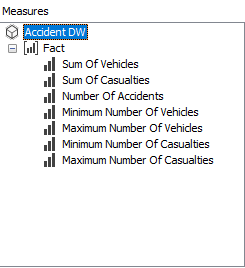 Measures
Accident DW
Fact
Sum Of Vehicles
Sum Of Casualties
Number Of Accidents
Minimum Number Of Vehicles
Maximum Number Of Vehicles
Minimum Number Of Casualties
Maximum Number Of Casualties